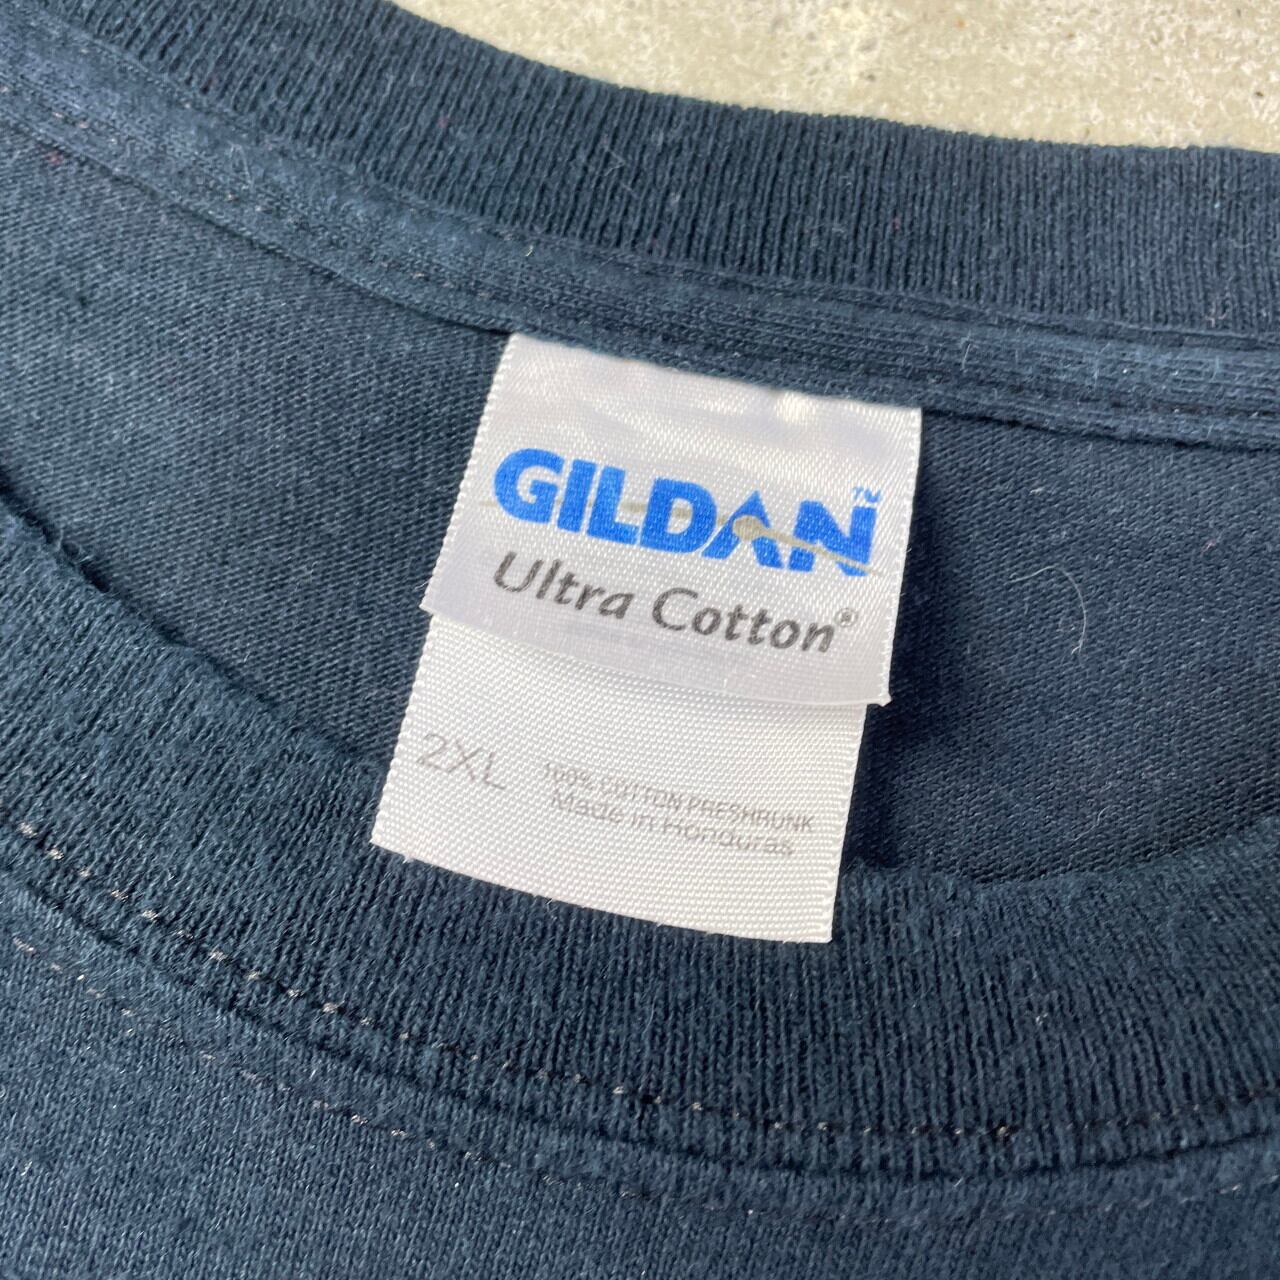 GILDAN™
Ultra Cotton®
2XL
100% COTTON PRESHRUNK
Made in Honduras